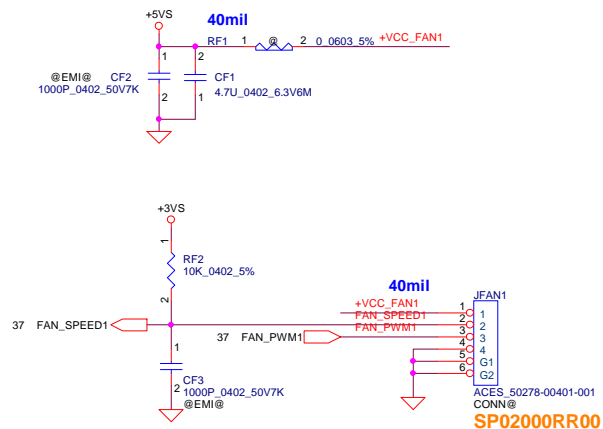 +5VS
40mil
RF1 1 @ 2 0_0603_5% +VCC_FAN1
1 2
@EMI@ CF2 CF1
1000P_0402_50V7K 4.7U_0402_6.3V6M
2 1
+3VS
1
RF2
10K_0402_5%
2
40mil
JFAN1
+VCC_FAN1 1 1
37 FAN_SPEED1 FAN_SPEED1 2 2
37 FAN_PWM1 FAN_PWM1 3 3
4 4
5 G1
6 G2
1
2 CF3
1000P_0402_50V7K
@EMI@
ACES_50278-00401-001
CONN@
SP02000RR00